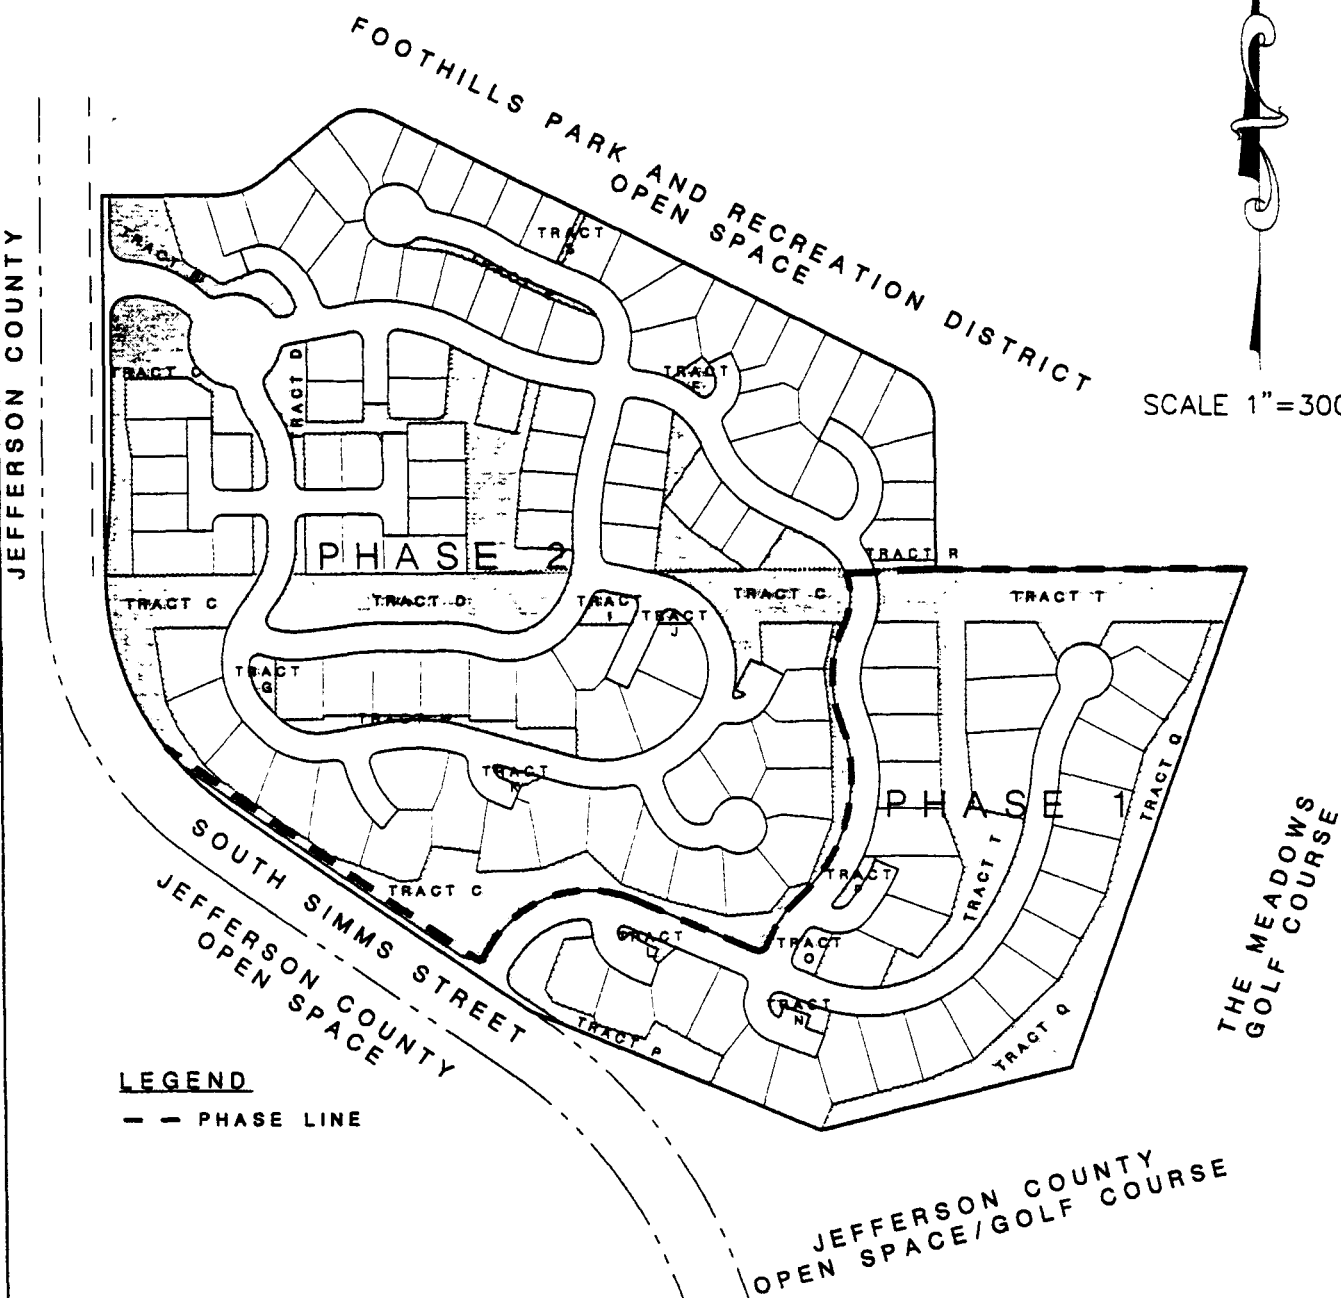 FOOTHILLS PARK AND RECREATION DISTRICT
OPEN SPACE
JEFFERSON COUNTY
SCALE 1"=300
TRACT
TRACT
S
TRACT C
TRACT D
TRACT
E
TRACT R
PHASE 2
TRACT C
TRACT D
TRACT
I
TRACT
J
TRACT C
TRACT T
TRACT
G
TRACT
TRACT
K
TRACT Q
PHASE 1
TRACT T
TRACT
TRACT C
SOUTH SIMMS STREET
JEFFERSON COUNTY
OPEN SPACE
TRACT
L
TRACT
O
TRACT
N
TRACT P
TRACT Q
THE MEADOWS
GOLF COURSE
LEGEND
PHASE LINE
JEFFERSON COUNTY
OPEN SPACE/GOLF COURSE